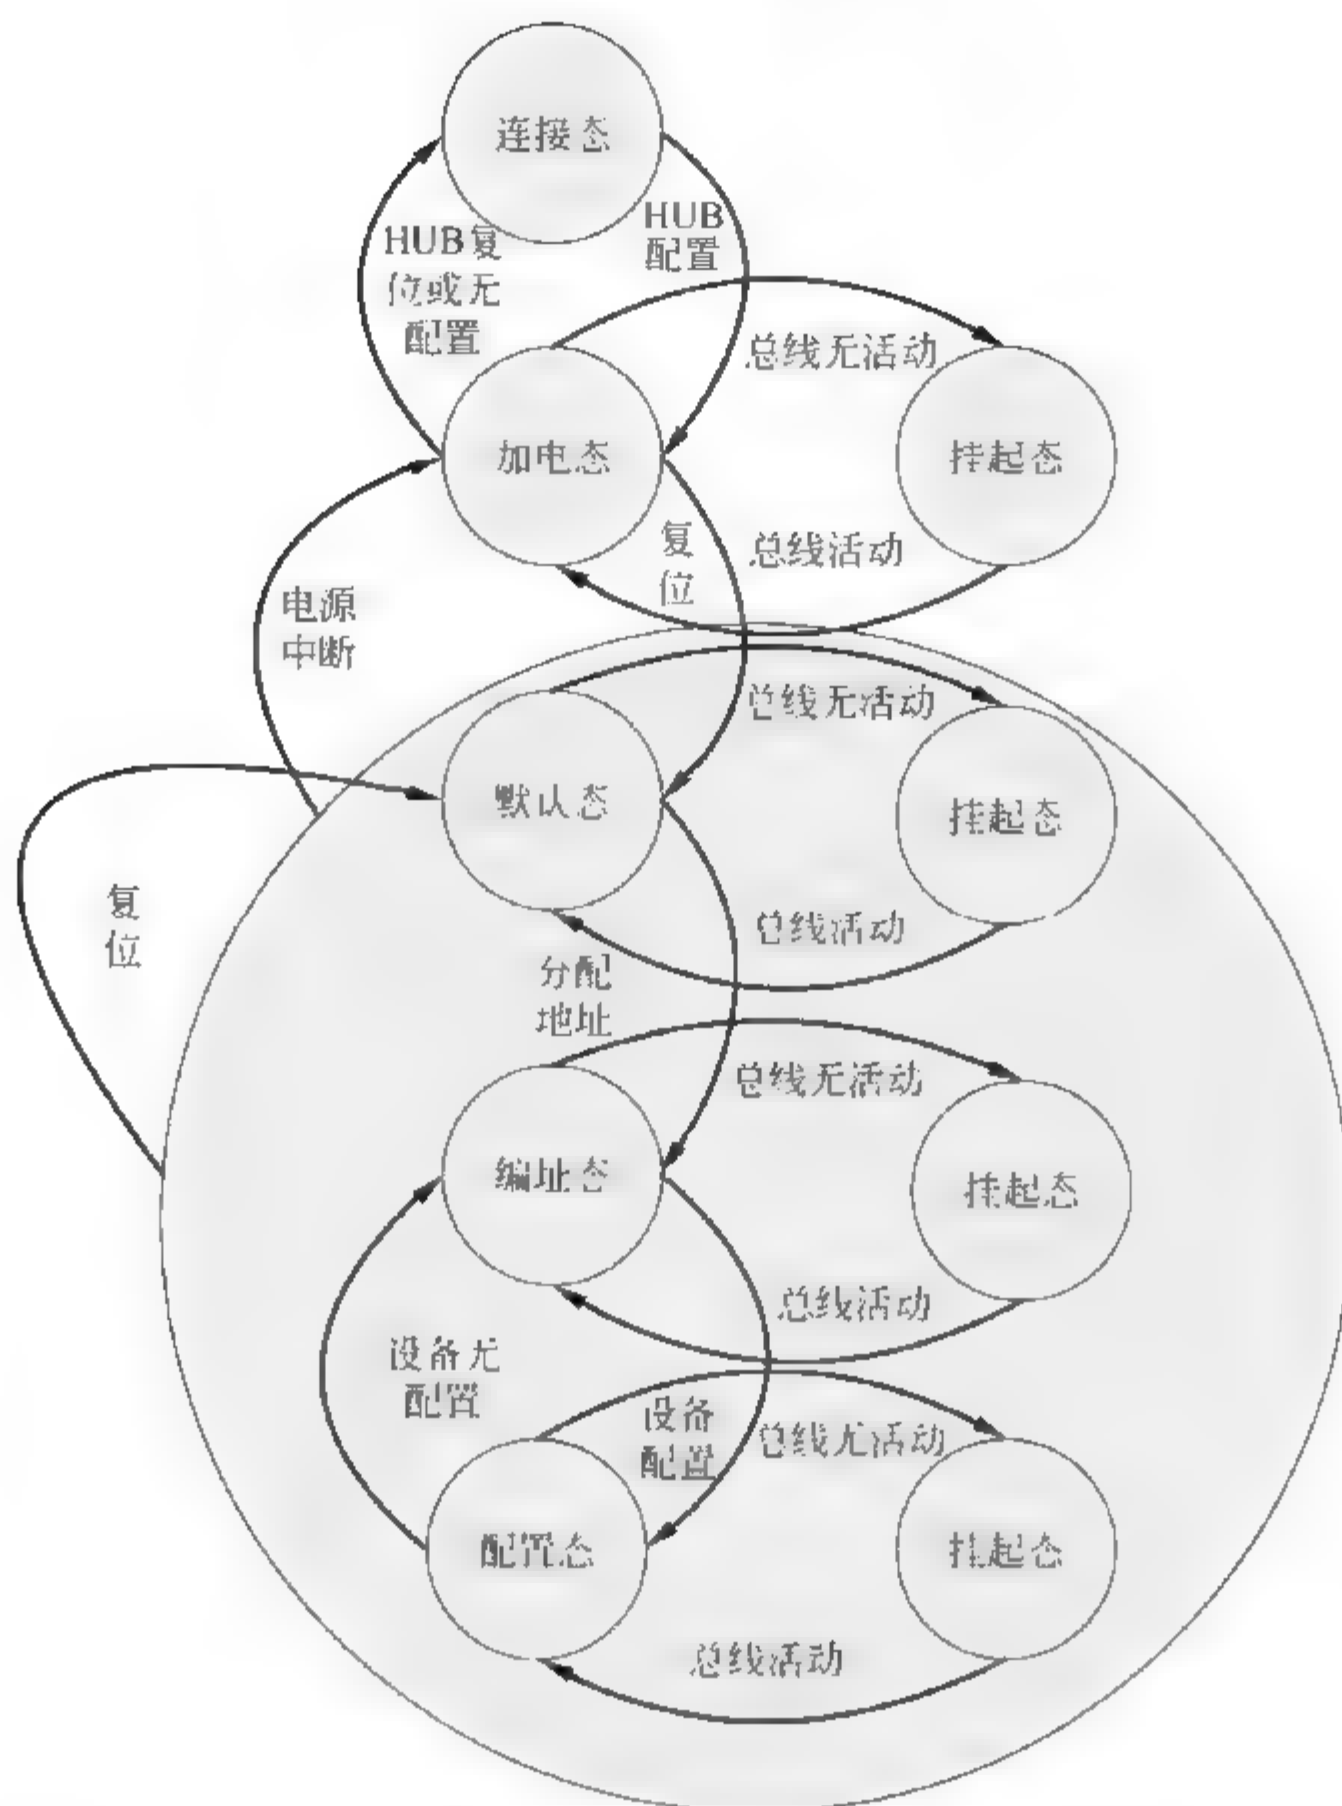 连接态
HUB
配置
HUB复
位或无
配置
总线无活动
加电态
挂起态
复
位
总线活动
电源
中断
总线无活动
默认态
挂起态
复
位
总线活动
分配
地址
总线无活动
编址态
挂起态
总线活动
设备无
配置
设备
配置
总线无活动
配置态
挂起态
总线活动